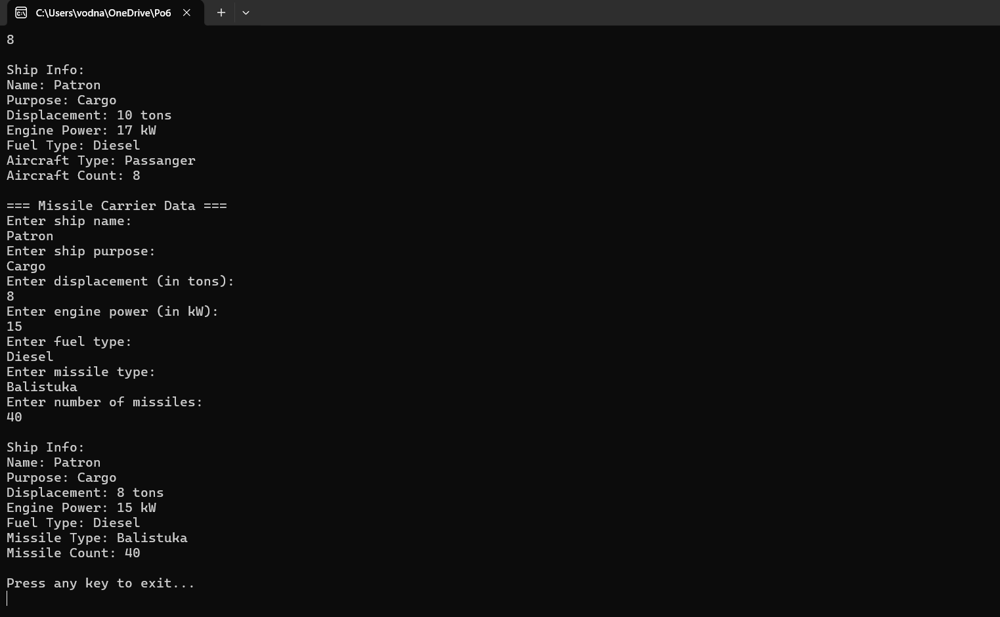 C:\Users\vodna\OneDrive\Роб
8
Ship Info:
Name: Patron
Purpose: Cargo
Displacement: 10 tons
Engine Power: 17 kW
Fuel Type: Diesel
Aircraft Type: Passanger
Aircraft Count: 8
=== Missile Carrier Data ===
Enter ship name:
Patron
Enter ship purpose:
Cargo
Enter displacement (in tons):
8
Enter engine power (in kW):
15
Enter fuel type:
Diesel
Enter missile type:
Balistuka
Enter number of missiles:
40
Ship Info:
Name: Patron
Purpose: Cargo
Displacement: 8 tons
Engine Power: 15 kW
Fuel Type: Diesel
Missile Type: Balistuka
Missile Count: 40
Press any key to exit...